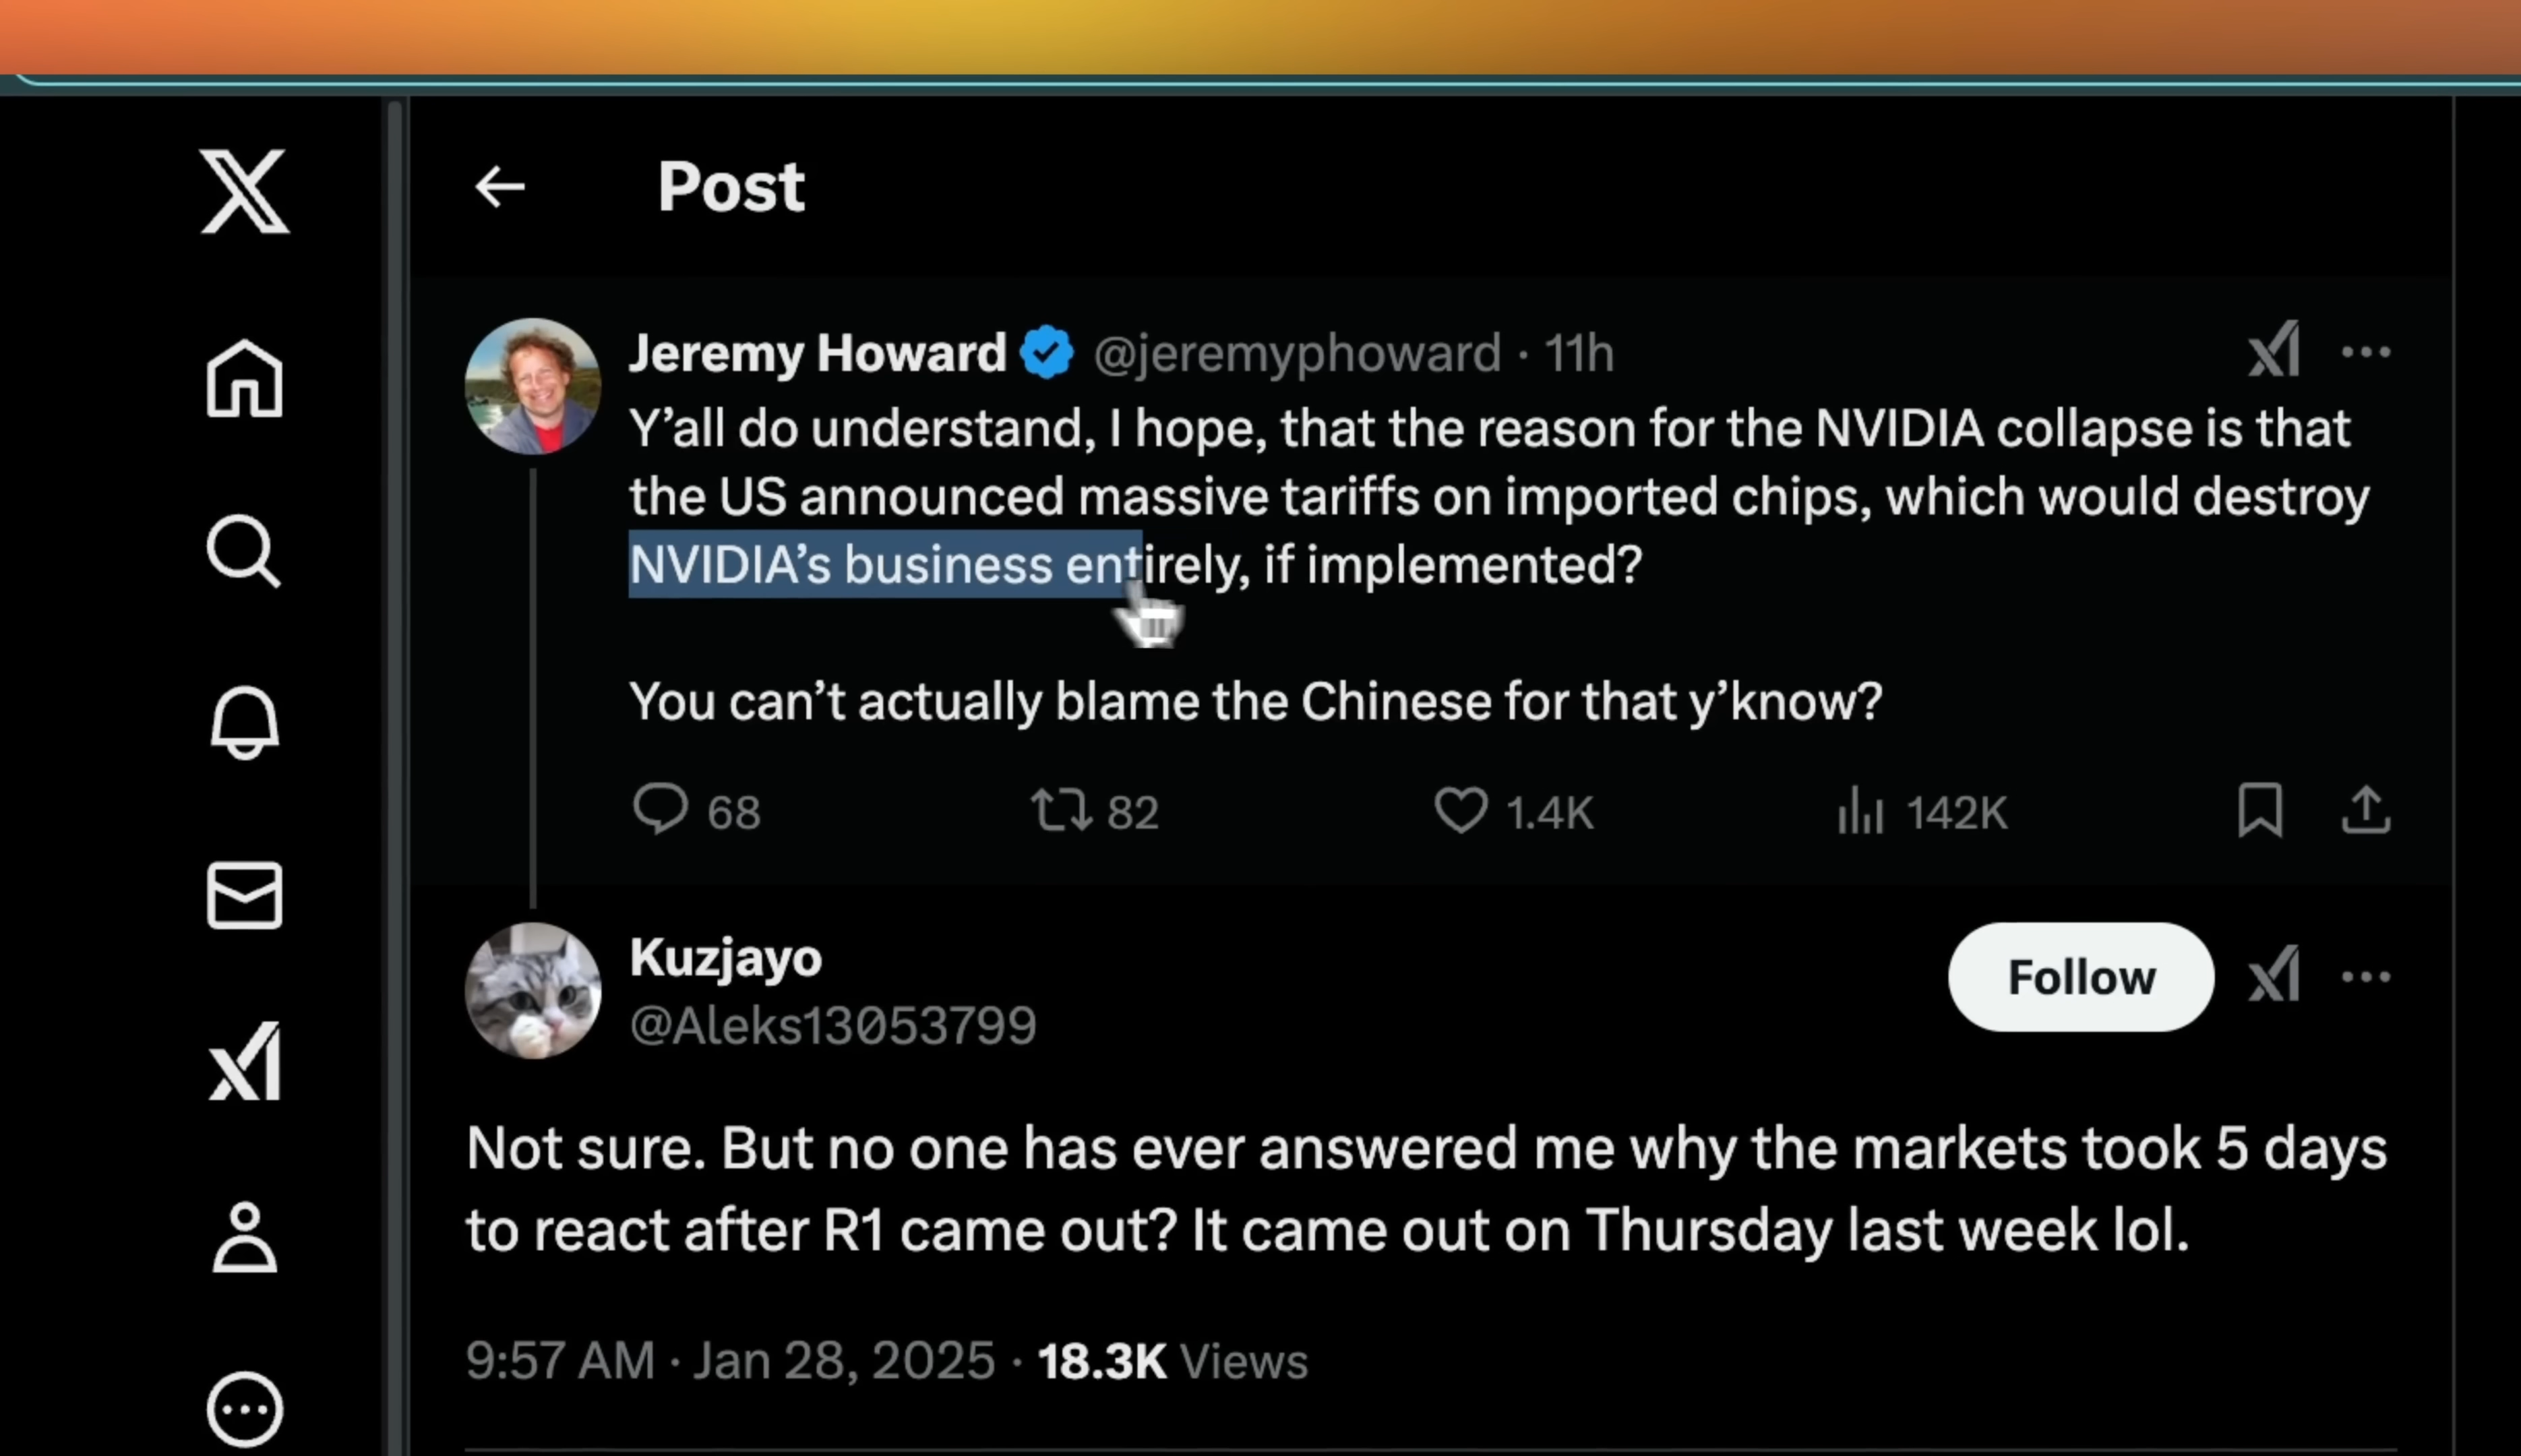 Post
Jeremy Howard @jeremyphoward · 11h
Y’all do understand, I hope, that the reason for the NVIDIA collapse is that
the US announced massive tariffs on imported chips, which would destroy
NVIDIA’s business entirely, if implemented?
You can’t actually blame the Chinese for that y’know?
68 82 1.4K 142K
Kuzjayo
Follow
@Aleks13053799
Not sure. But no one has ever answered me why the markets took 5 days
to react after R1 came out? It came out on Thursday last week lol.
9:57 AM · Jan 28, 2025 · 18.3K Views